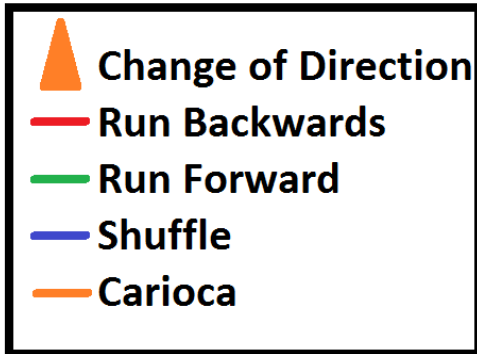 Change of Direction
Run Backwards
Run Forward
Shuffle
Carioca